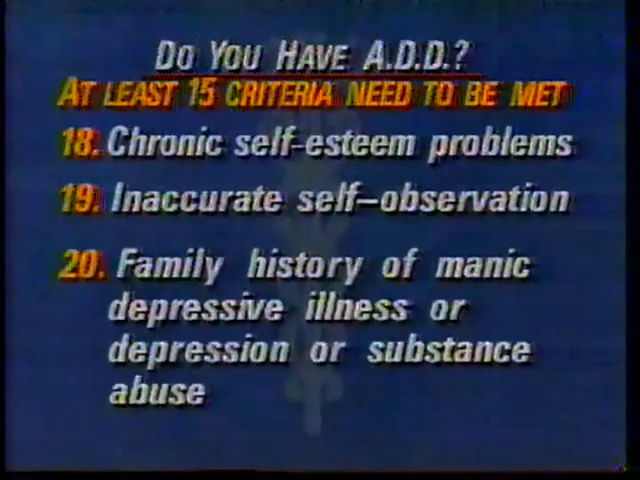 DO YOU HAVE A.D.D.?
AT LEAST 15 CRITERIA NEED TO BE MET
18. Chronic self-esteem problems
19. Inaccurate self-observation
20. Family history of manic
depressive illness or
depression or substance
abuse